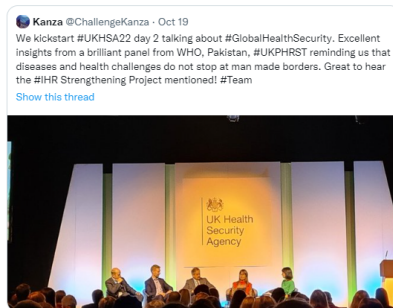 Kanza @ChallengeKanza · Oct 19
We kickstart #UKHSA22 day 2 talking about #GlobalHealthSecurity. Excellent
insights from a brilliant panel from WHO, Pakistan, #UKPHRST reminding us that
diseases and health challenges do not stop at man made borders. Great to hear
the #IHR Strengthening Project mentioned! #Team
Show this thread
UK Health
Security
Agency